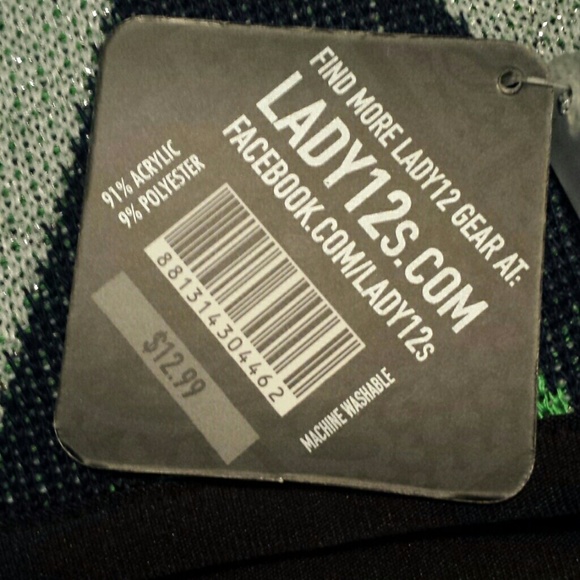 FIND MORE LADY12 GEAR AT:
LADY12s.COM
FACEBOOK.COM/LADY12s
91% ACRYLIC
9% POLYESTER
881314304462
$12.99
MACHINE WASHABLE